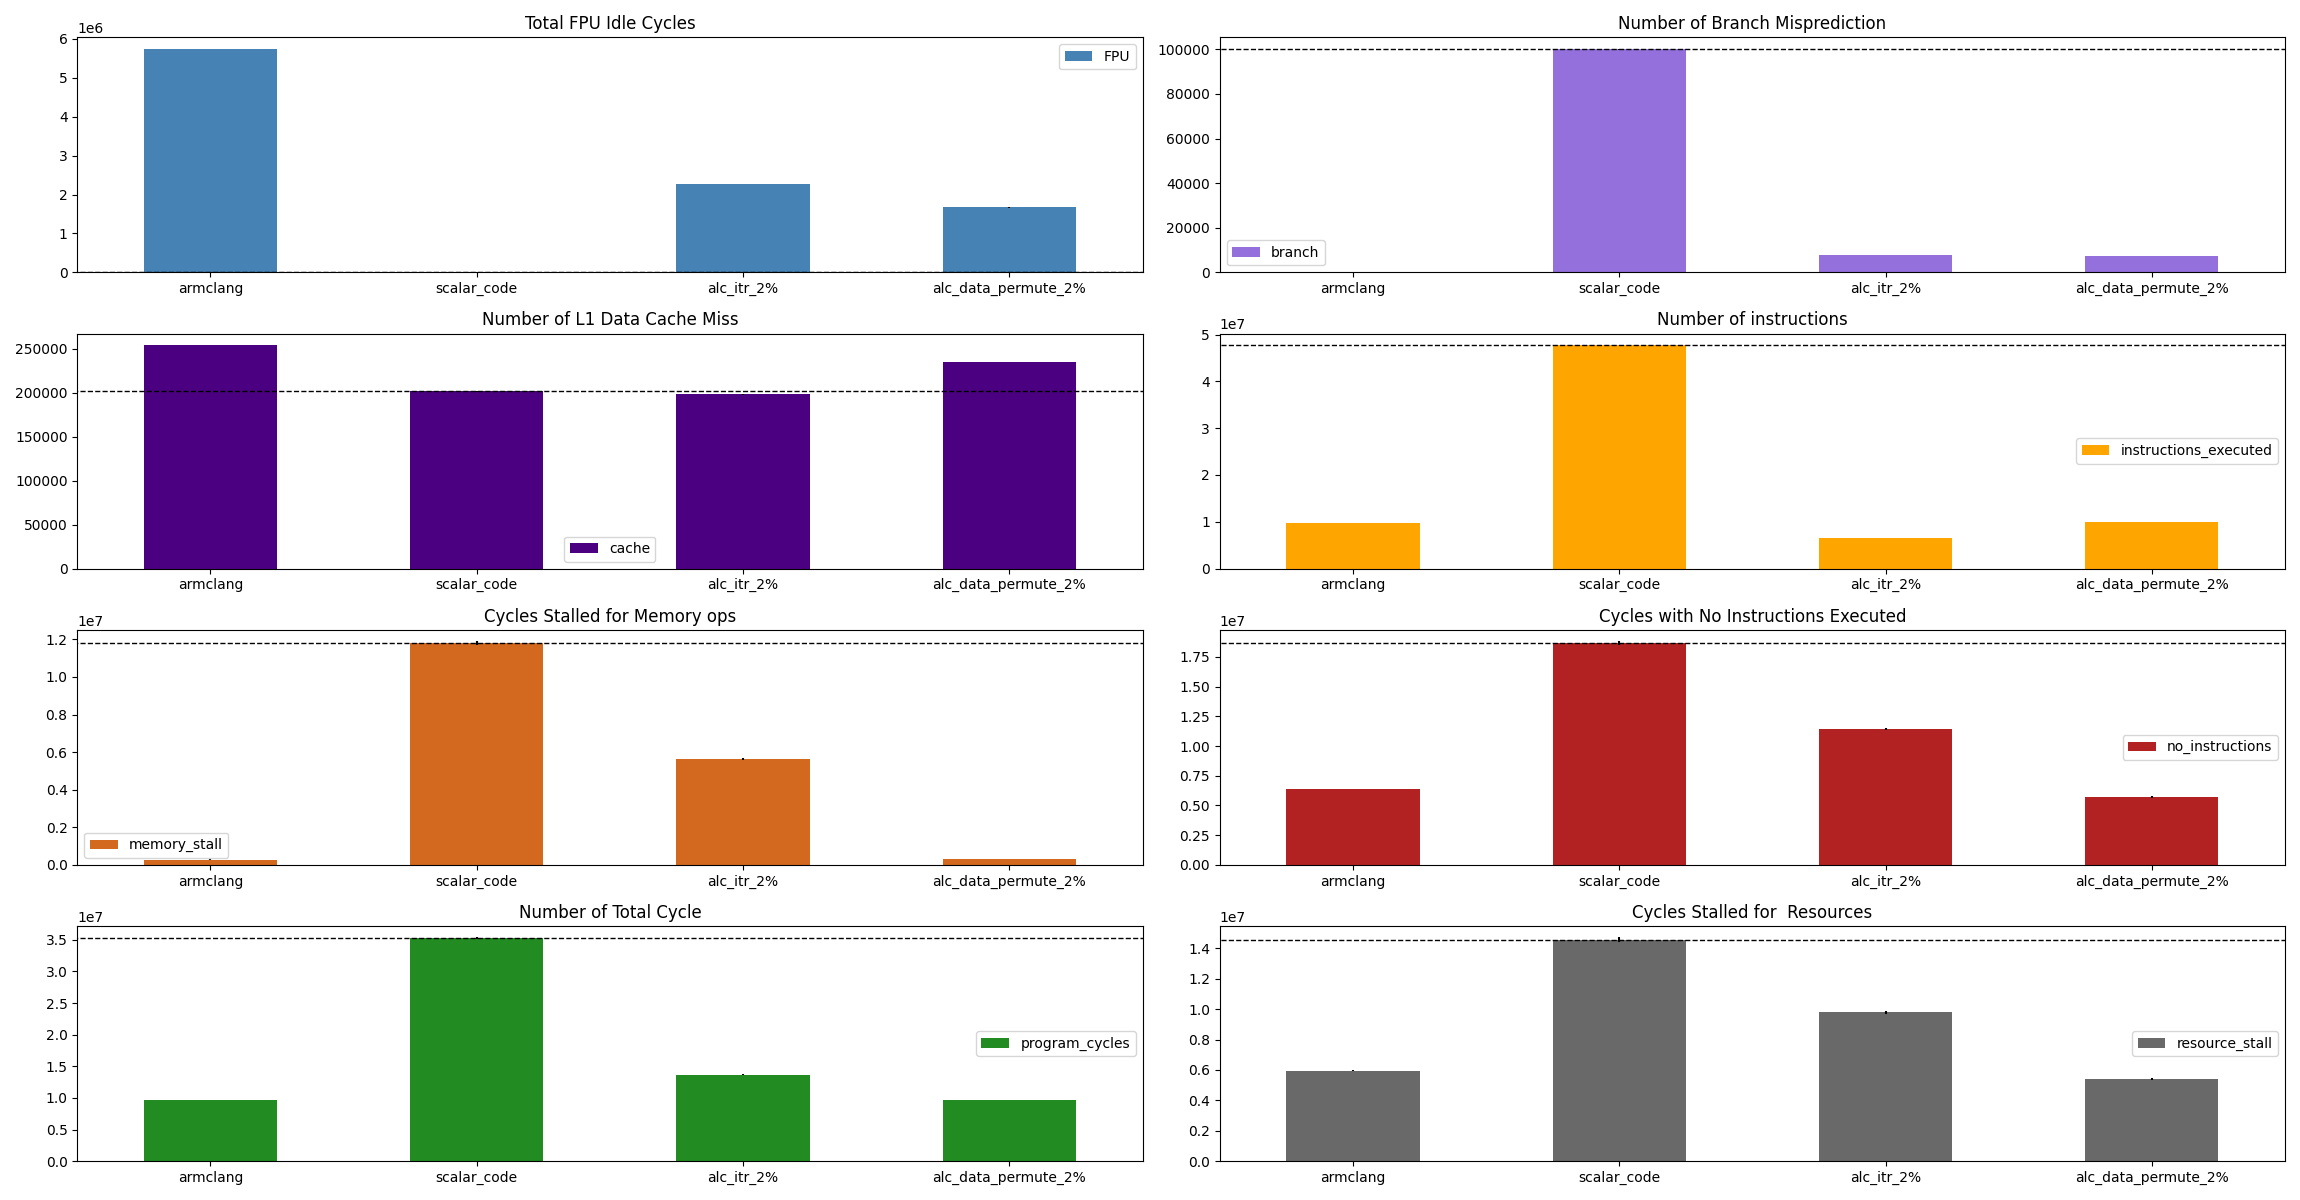 Total FPU Idle Cycles
1e6
6
5
4
3
2
1
0
FPU
armclang
scalar_code
alc_itr_2%
alc_data_permute_2%
Number of Branch Misprediction
100000
80000
60000
40000
20000
0
branch
armclang
scalar_code
alc_itr_2%
alc_data_permute_2%
Number of L1 Data Cache Miss
250000
200000
150000
100000
50000
0
cache
armclang
scalar_code
alc_itr_2%
alc_data_permute_2%
Number of instructions
1e7
5
4
3
2
1
0
instructions_executed
armclang
scalar_code
alc_itr_2%
alc_data_permute_2%
Cycles Stalled for Memory ops
1e7
1.2
1.0
0.8
0.6
0.4
0.2
0.0
memory_stall
armclang
scalar_code
alc_itr_2%
alc_data_permute_2%
Cycles with No Instructions Executed
1e7
1.75
1.50
1.25
1.00
0.75
0.50
0.25
0.00
no_instructions
armclang
scalar_code
alc_itr_2%
alc_data_permute_2%
Number of Total Cycle
1e7
3.5
3.0
2.5
2.0
1.5
1.0
0.5
0.0
program_cycles
armclang
scalar_code
alc_itr_2%
alc_data_permute_2%
Cycles Stalled for  Resources
1e7
1.4
1.2
1.0
0.8
0.6
0.4
0.2
0.0
resource_stall
armclang
scalar_code
alc_itr_2%
alc_data_permute_2%